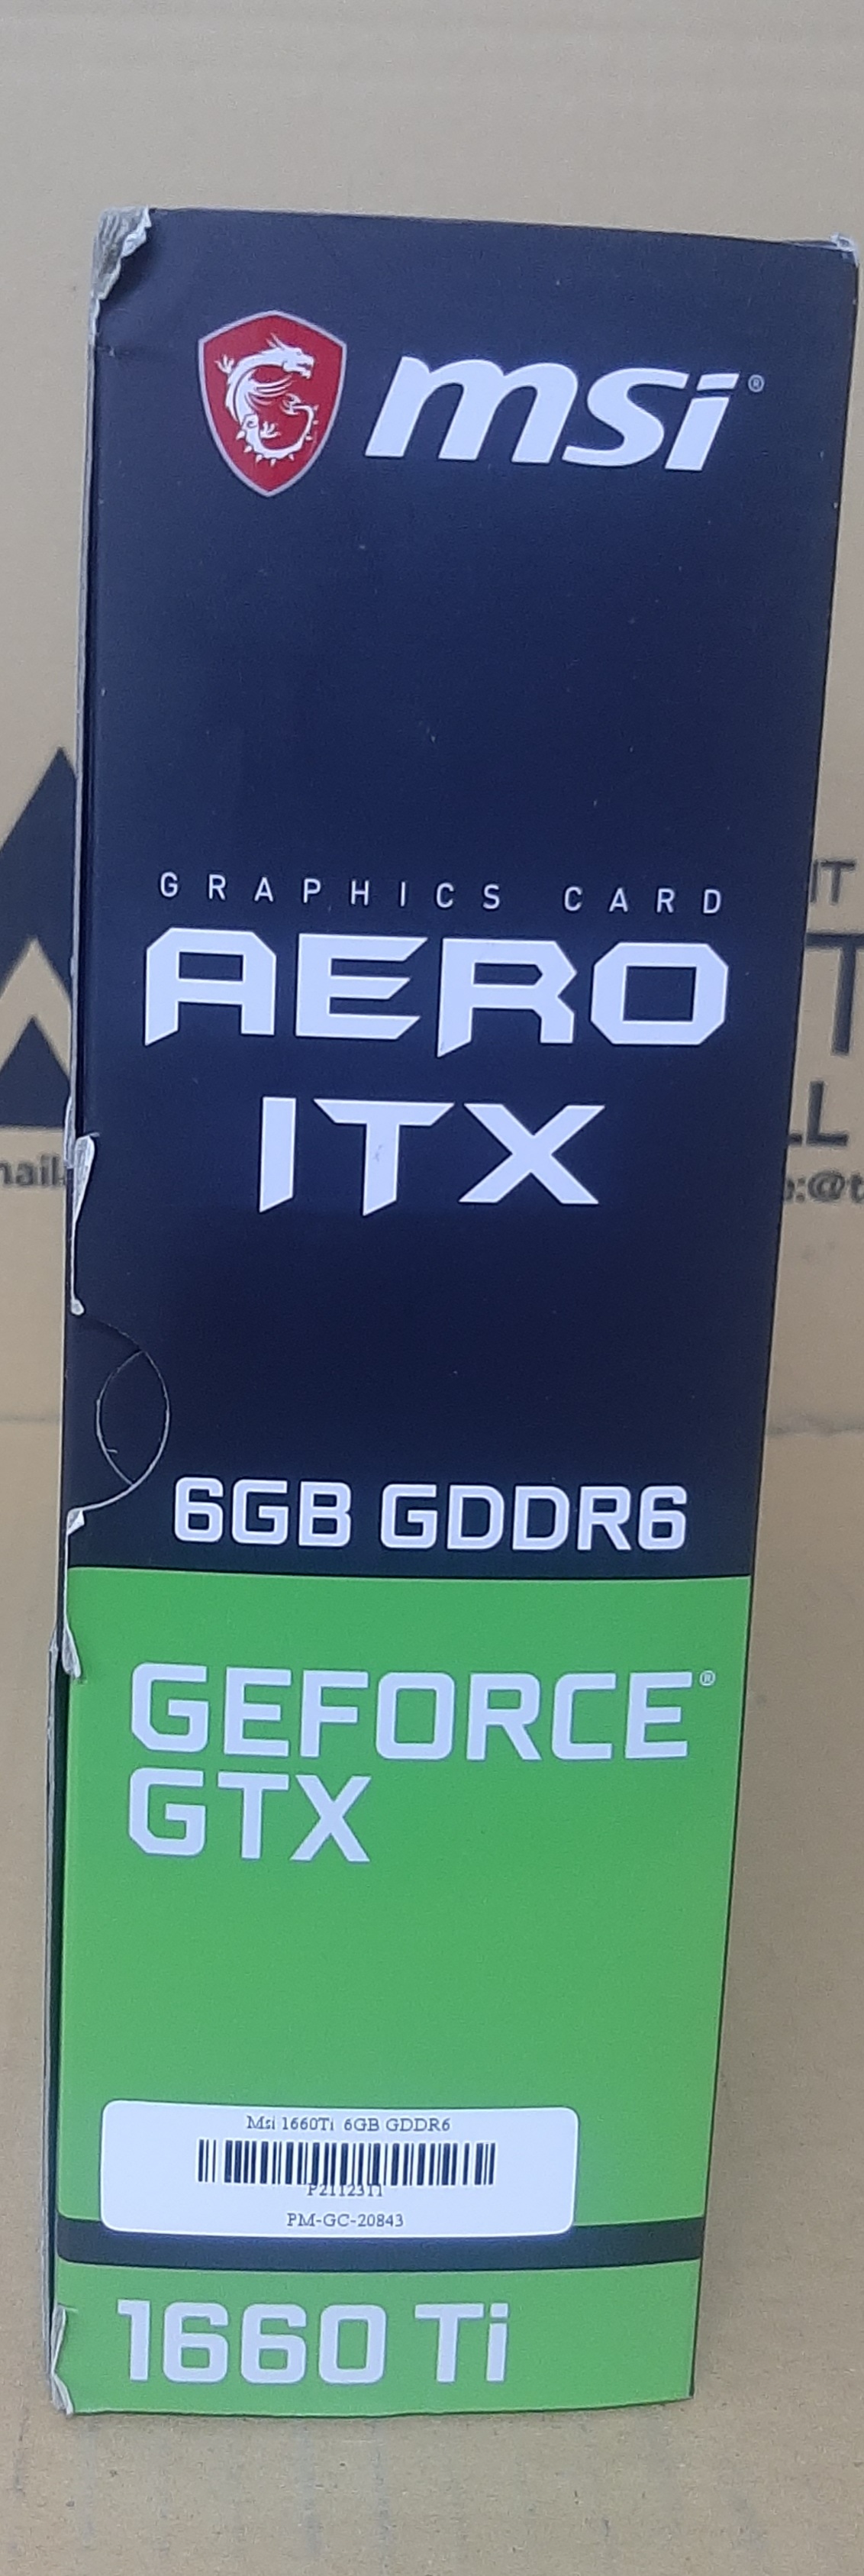 msi®
GRAPHICS CARD
AERO
ITX
6GB GDDR6
GEFORCE®
GTX
Msi 1660Ti 6GB GDDR6
P2112311
PM-GC-20843
1660 Ti